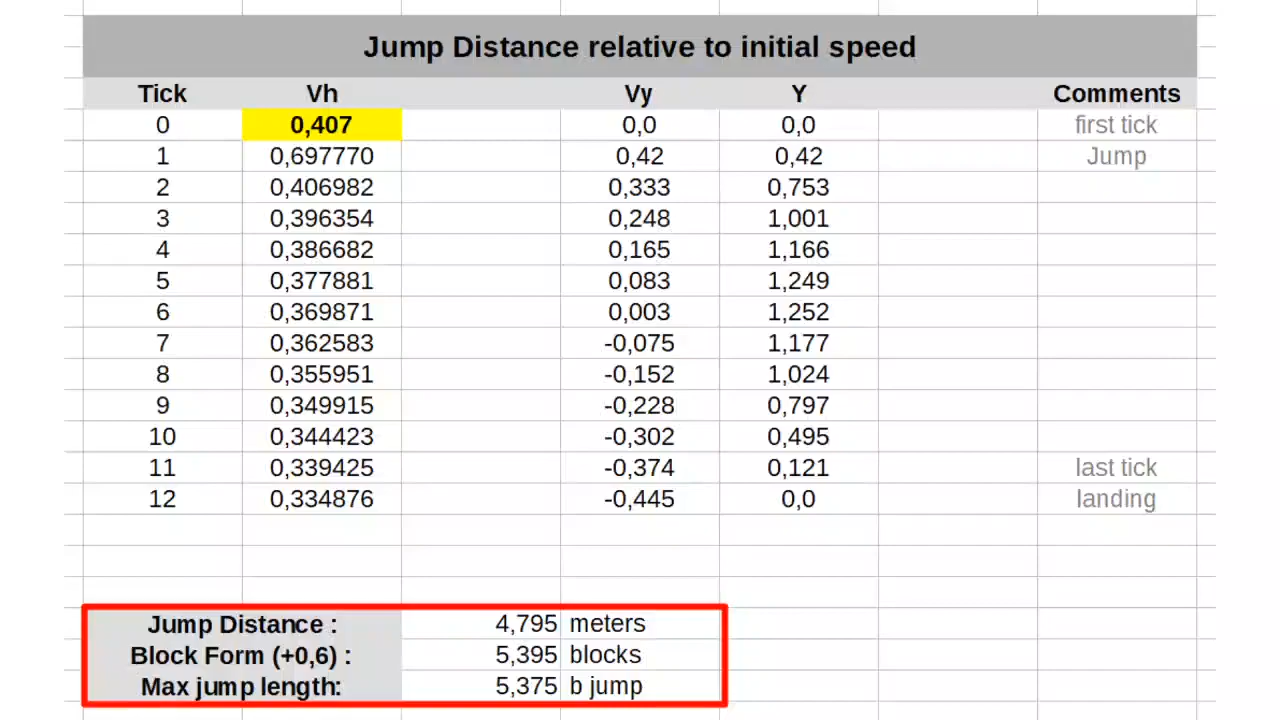 Jump Distance relative to initial speed
Tick Vh Vy Y Comments
0 0,407 0,0 0,0 first tick
1 0,697770 0,42 0,42 Jump
2 0,406982 0,333 0,753
3 0,396354 0,248 1,001
4 0,386682 0,165 1,166
5 0,377881 0,083 1,249
6 0,369871 0,003 1,252
7 0,362583 -0,075 1,177
8 0,355951 -0,152 1,024
9 0,349915 -0,228 0,797
10 0,344423 -0,302 0,495
11 0,339425 -0,374 0,121 last tick
12 0,334876 -0,445 0,0 landing
Jump Distance : 4,795 meters
Block Form (+0,6) : 5,395 blocks
Max jump length: 5,375 b jump